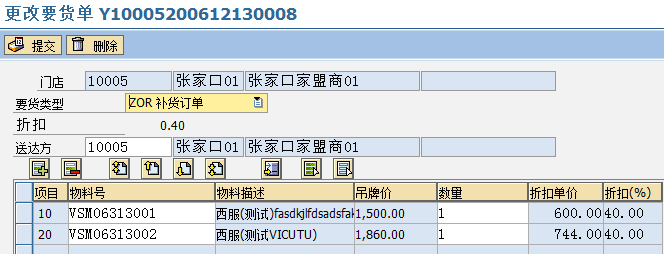 更改要货单 Y10005200612130008
提交 删除
门店 10005 张家口01 张家口家盟商01
要货类型 ZOR 补货订单
折扣 0.40
送达方 10005 张家口01 张家口家盟商01
项目 物料号 物料描述 吊牌价 数量 折扣单价 折扣(%)
10 VSM06313001 西服(测试)fasdkjlfdsadsfak 1,500.00 1 600.00 40.00
20 VSM06313002 西服(测试VICUTU) 1,860.00 1 744.00 40.00